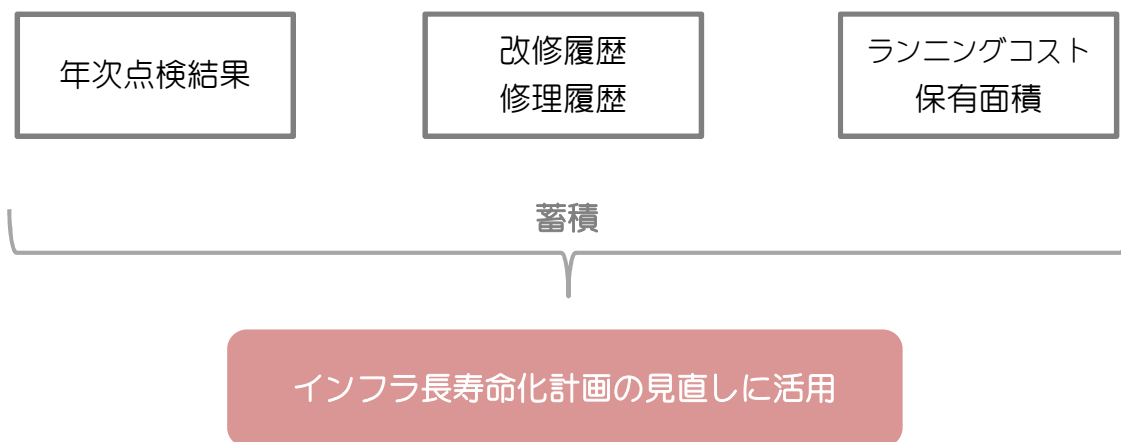 年次点検結果
改修履歴
修理履歴
ランニングコスト
保有面積
蓄積
インフラ長寿命化計画の見直しに活用